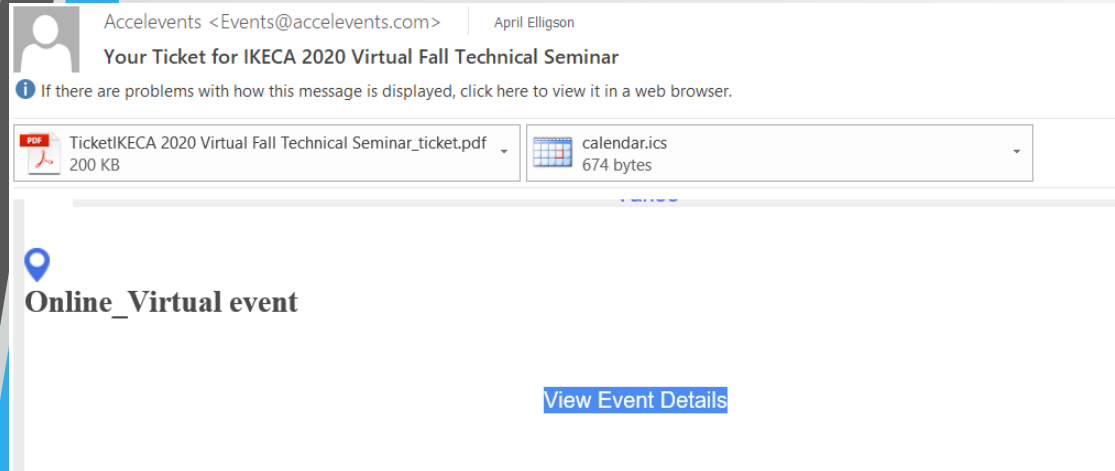 Accelevents <Events@accelevents.com> April Elligson
Your Ticket for IKECA 2020 Virtual Fall Technical Seminar
i If there are problems with how this message is displayed, click here to view it in a web browser.
PDF TicketIKECA 2020 Virtual Fall Technical Seminar_ticket.pdf calendar.ics
200 KB 674 bytes
Online_Virtual event
View Event Details